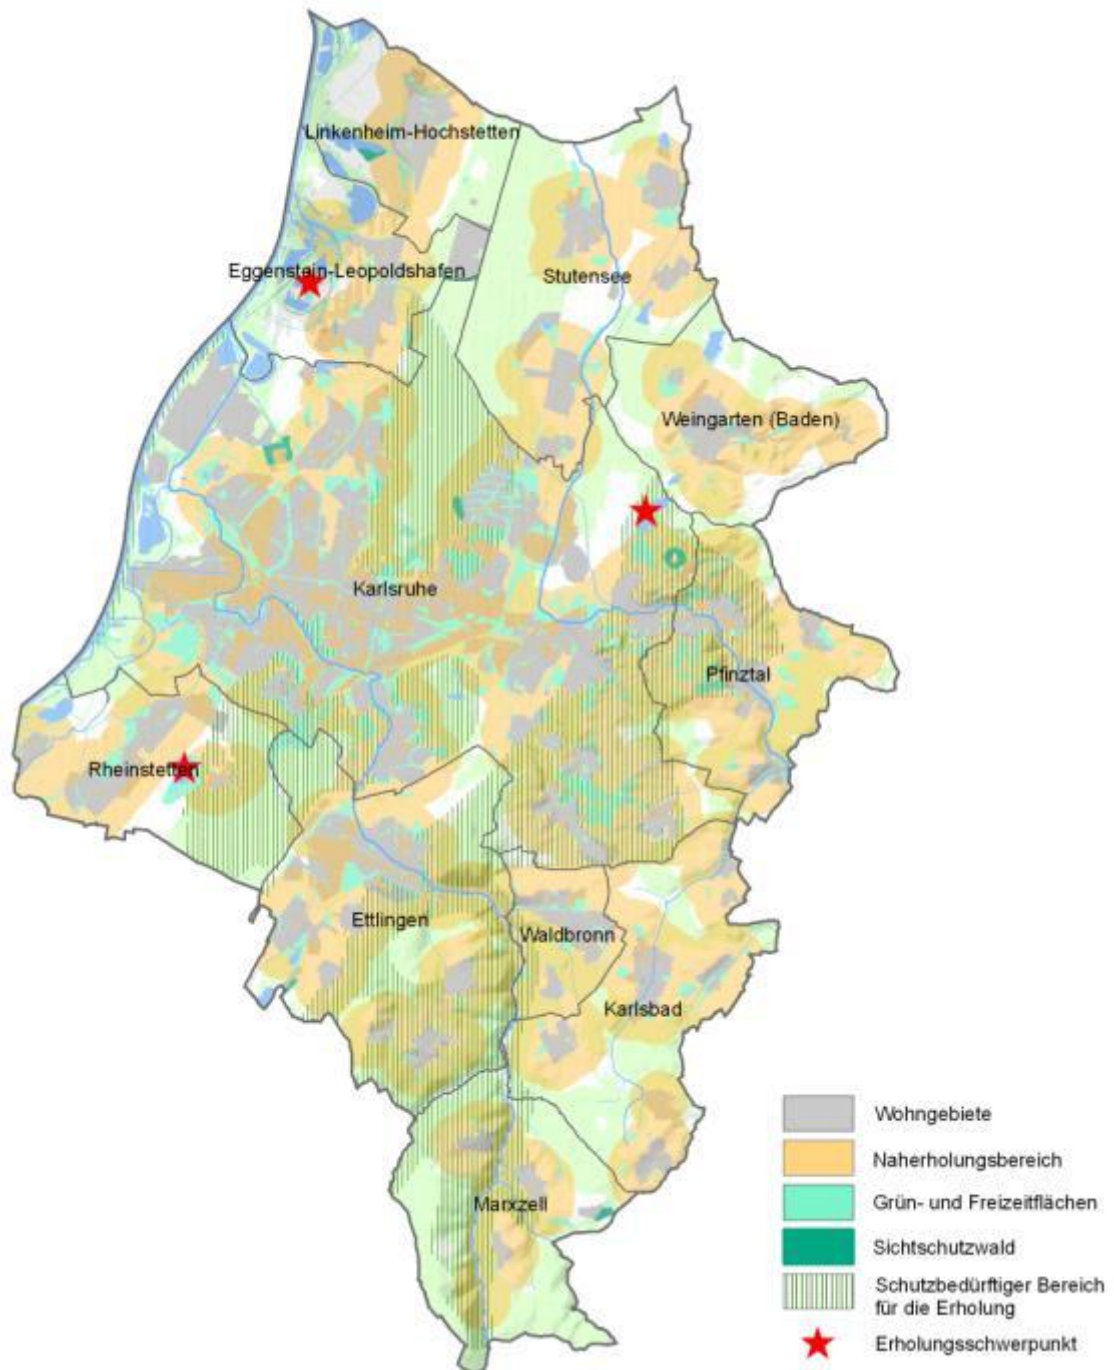 Linkenheim-Hochstetten
Eggenstein-Leopoldshafen
Stutensee
Weingarten (Baden)
Karlsruhe
Pfinztal
Rheinstetten
Ettlingen
Waldbronn
Karlsbad
Marxzell
Wohngebiete
Naherholungsbereich
Grün- und Freizeitflächen
Sichtschutzwald
Schutzbedürftiger Bereich
für die Erholung
Erholungsschwerpunkt